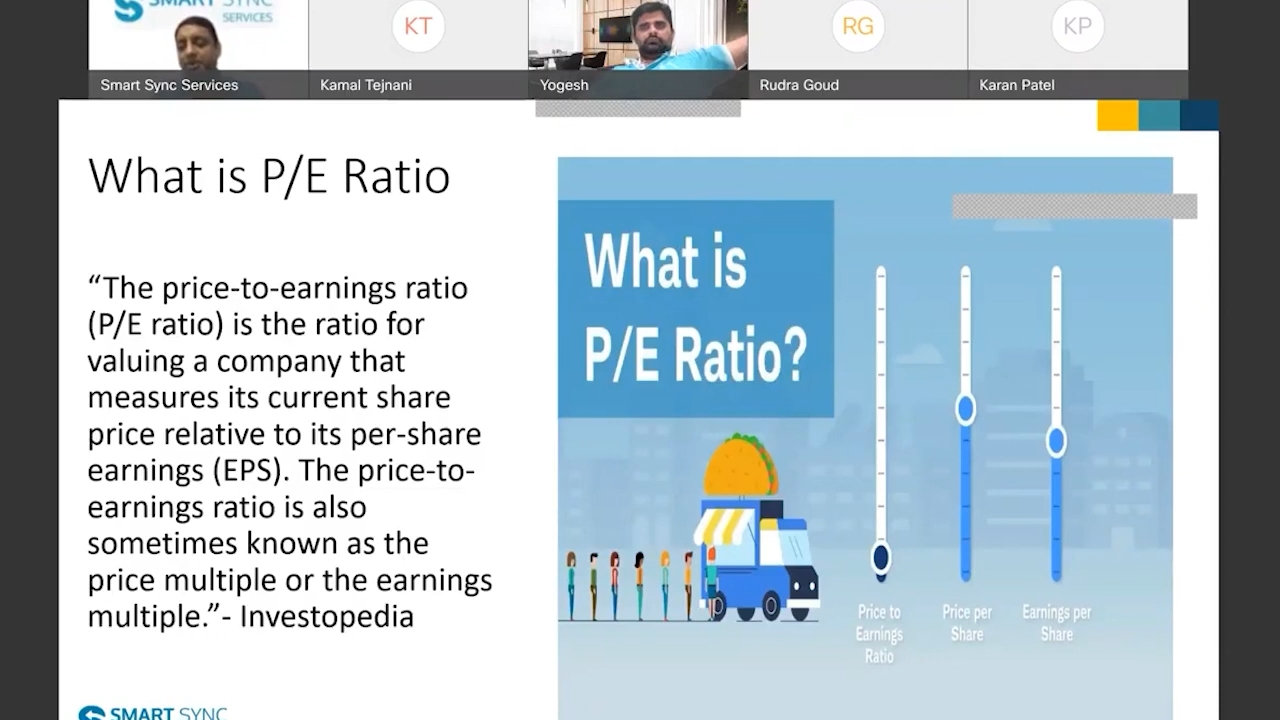 SMART SYNC
SERVICES
KT
RG
KP
Smart Sync Services
Kamal Tejnani
Yogesh
Rudra Goud
Karan Patel
What is P/E Ratio
“The price-to-earnings ratio
(P/E ratio) is the ratio for
valuing a company that
measures its current share
price relative to its per-share
earnings (EPS). The price-to-
earnings ratio is also
sometimes known as the
price multiple or the earnings
multiple.”- Investopedia
What is
P/E Ratio?
Price to
Earnings
Ratio
Price per
Share
Earnings per
Share
SMART SYNC